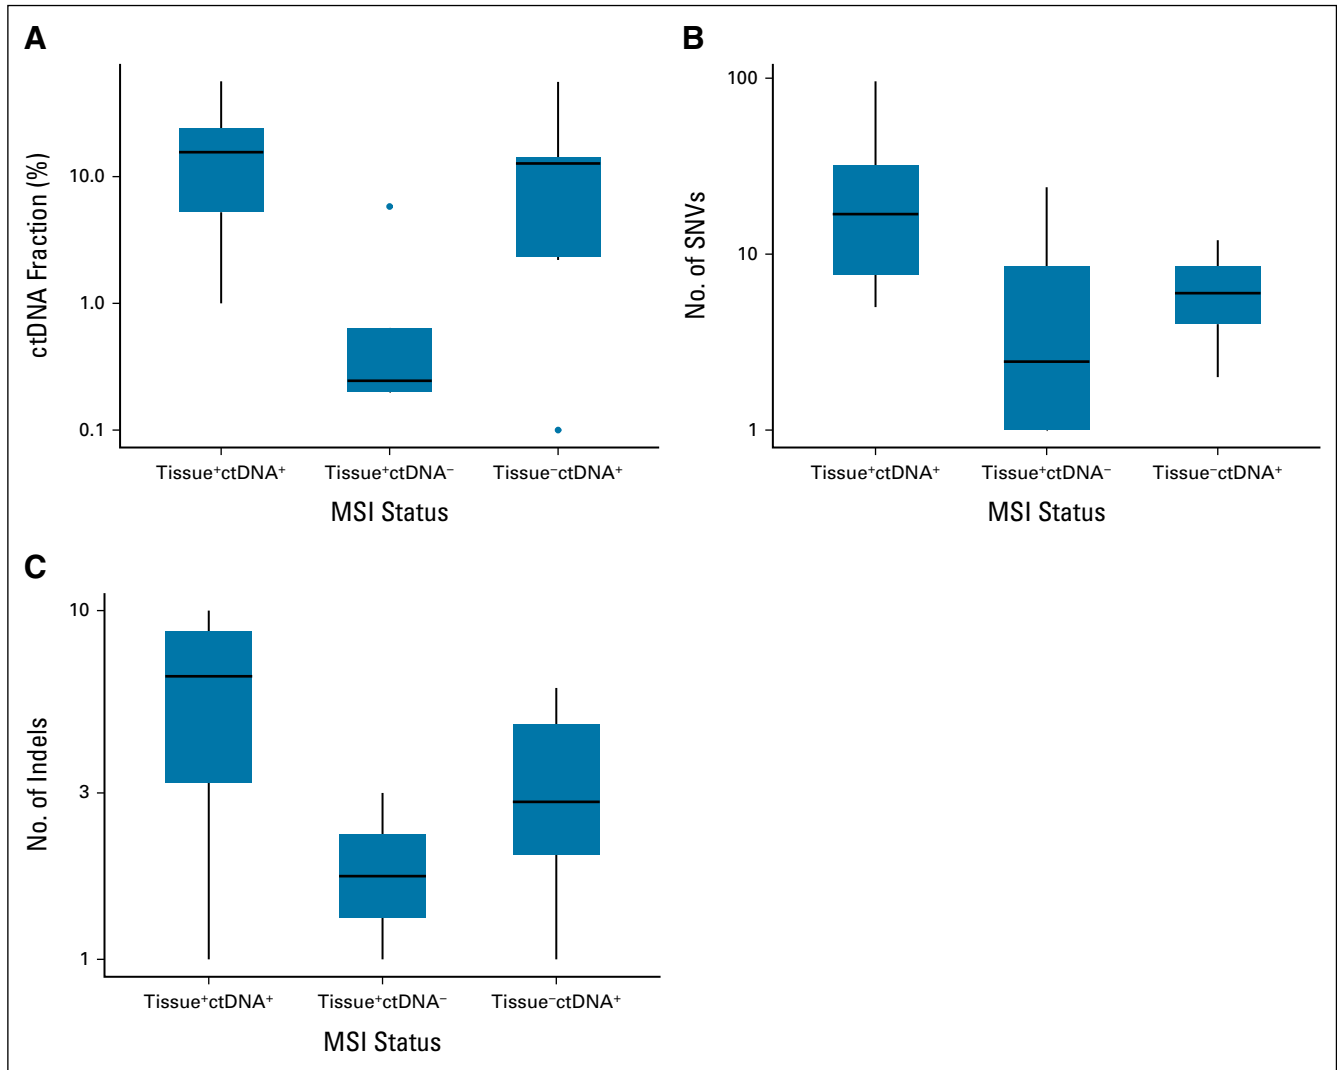 A
ctDNA Fraction (%)
10.0
1.0
0.1
Tissue⁺ctDNA⁺ Tissue⁺ctDNA⁻ Tissue⁻ctDNA⁺
MSI Status
B
No. of SNVs
100
10
1
Tissue⁺ctDNA⁺ Tissue⁺ctDNA⁻ Tissue⁻ctDNA⁺
MSI Status
C
No. of Indels
10
3
1
Tissue⁺ctDNA⁺ Tissue⁺ctDNA⁻ Tissue⁻ctDNA⁺
MSI Status